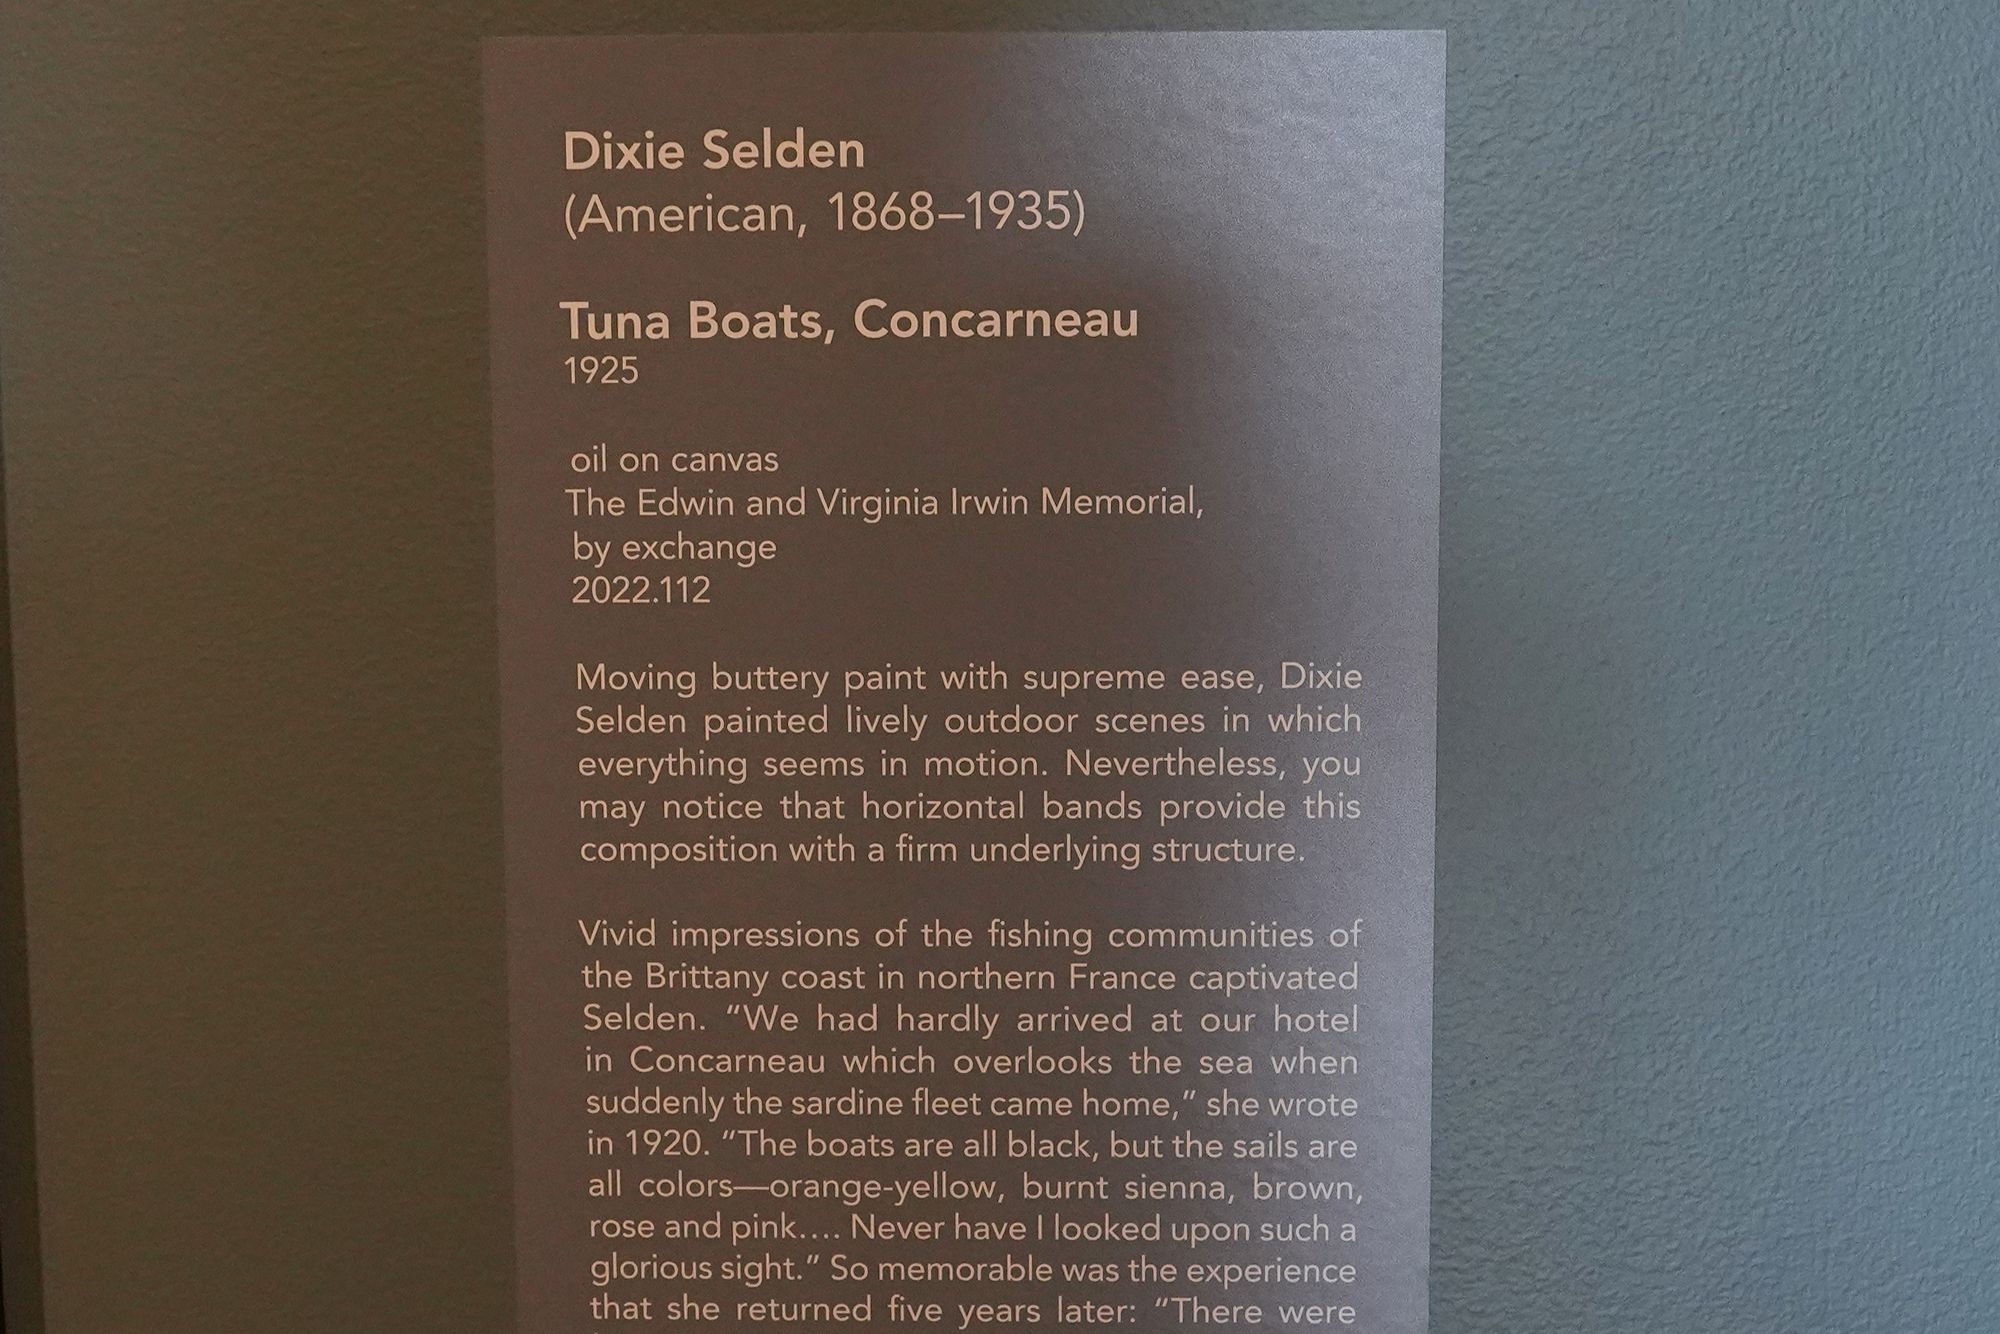 Dixie Selden
(American, 1868–1935)
Tuna Boats, Concarneau
1925
oil on canvas
The Edwin and Virginia Irwin Memorial,
by exchange
2022.112
Moving buttery paint with supreme ease, Dixie
Selden painted lively outdoor scenes in which
everything seems in motion. Nevertheless, you
may notice that horizontal bands provide this
composition with a firm underlying structure.
Vivid impressions of the fishing communities of
the Brittany coast in northern France captivated
Selden. “We had hardly arrived at our hotel
in Concarneau which overlooks the sea when
suddenly the sardine fleet came home,” she wrote
in 1920. “The boats are all black, but the sails are
all colors—orange-yellow, burnt sienna, brown,
rose and pink…. Never have I looked upon such a
glorious sight.” So memorable was the experience
that she returned five years later: “There were